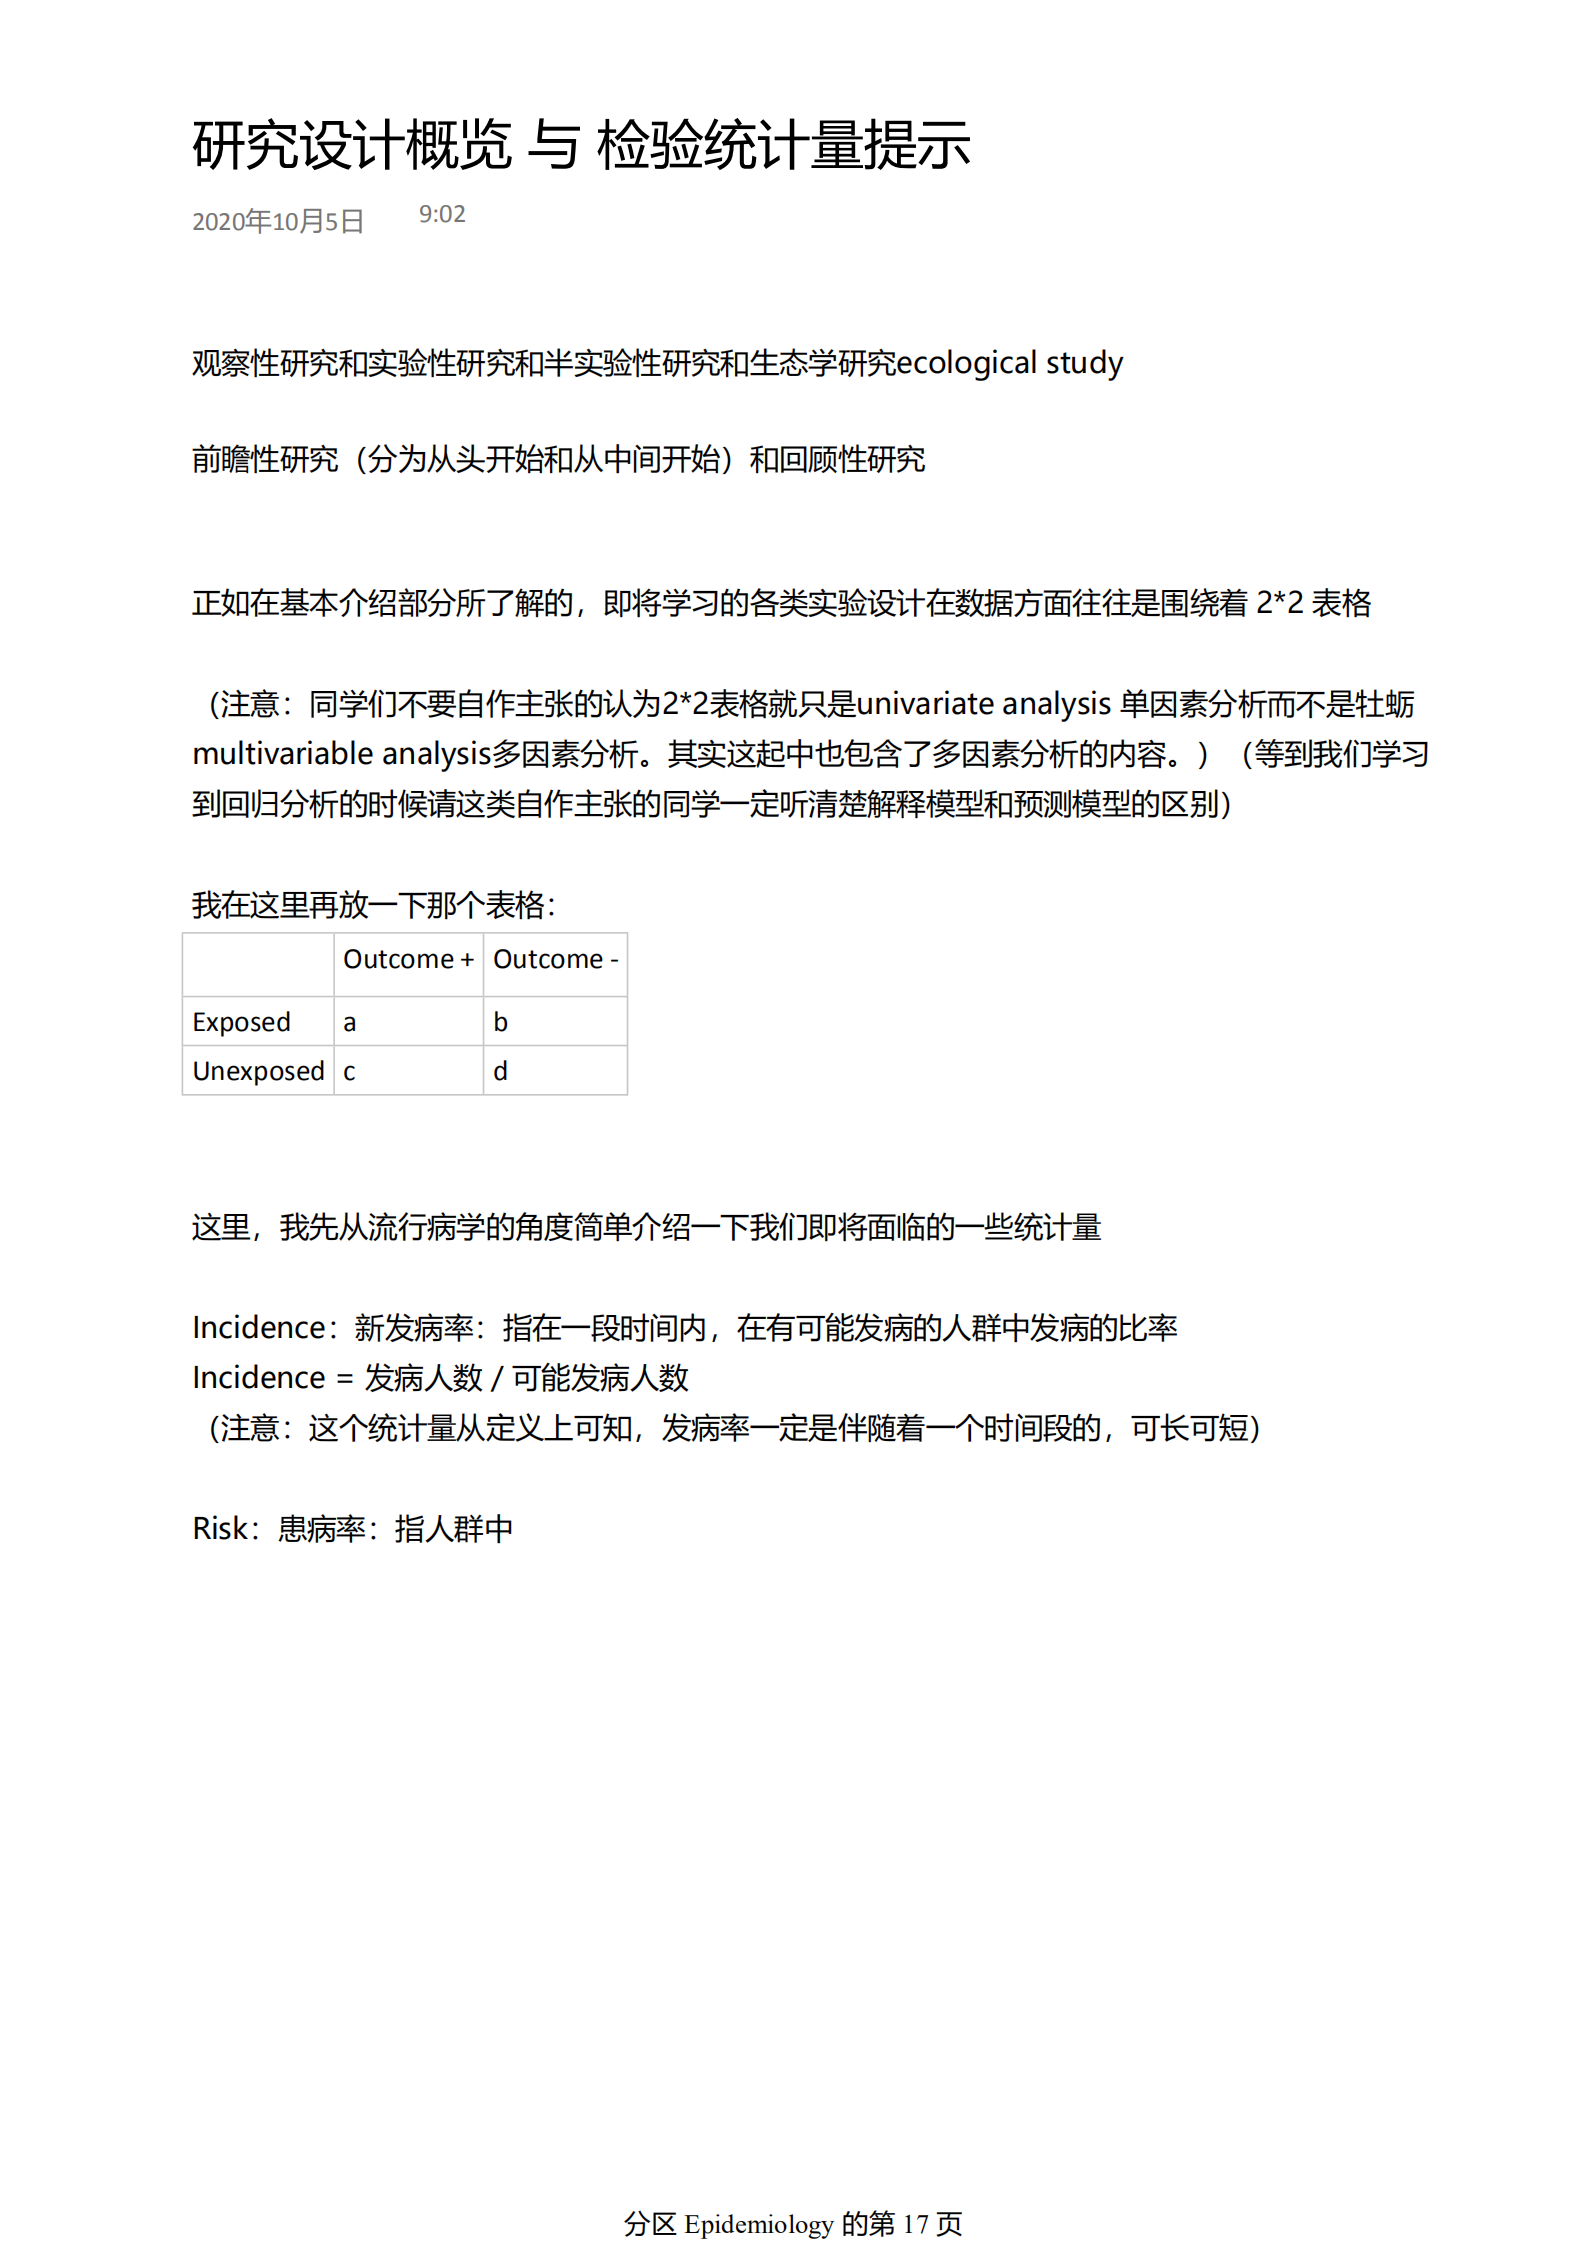 研究设计概览 与 检验统计量提示
2020年10月5日 9:02
观察性研究和实验性研究和半实验性研究和生态学研究ecological study
前瞻性研究（分为从头开始和从中间开始）和回顾性研究
正如在基本介绍部分所了解的，即将学习的各类实验设计在数据方面往往是围绕着 2*2 表格
（注意：同学们不要自作主张的认为2*2表格就只是univariate analysis 单因素分析而不是牡蛎
multivariable analysis多因素分析。其实这起中也包含了多因素分析的内容。）（等到我们学习
到回归分析的时候请这类自作主张的同学一定听清楚解释模型和预测模型的区别）
我在这里再放一下那个表格：
Outcome + Outcome -
Exposed a b
Unexposed c d
这里，我先从流行病学的角度简单介绍一下我们即将面临的一些统计量
Incidence：新发病率：指在一段时间内，在有可能发病的人群中发病的比率
Incidence = 发病人数 / 可能发病人数
（注意：这个统计量从定义上可知，发病率一定是伴随着一个时间段的，可长可短）
Risk：患病率：指人群中
分区 Epidemiology 的第 17 页